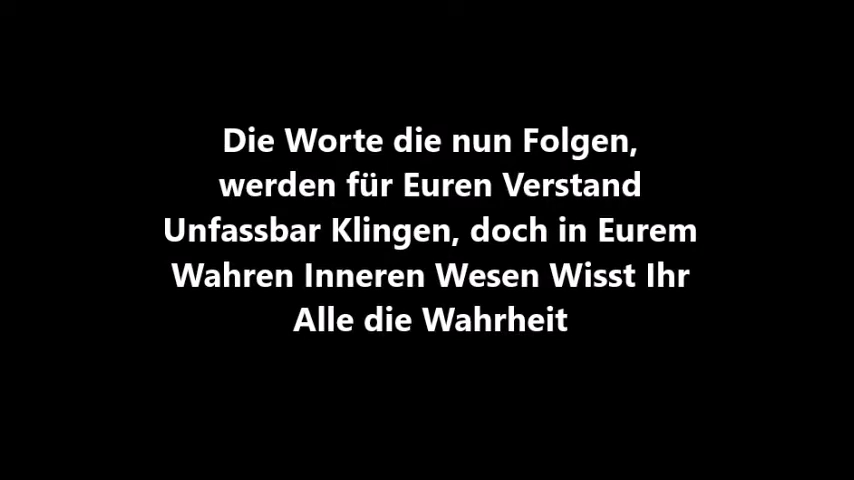 Die Worte die nun Folgen,
werden für Euren Verstand
Unfassbar Klingen, doch in Eurem
Wahren Inneren Wesen Wisst Ihr
Alle die Wahrheit